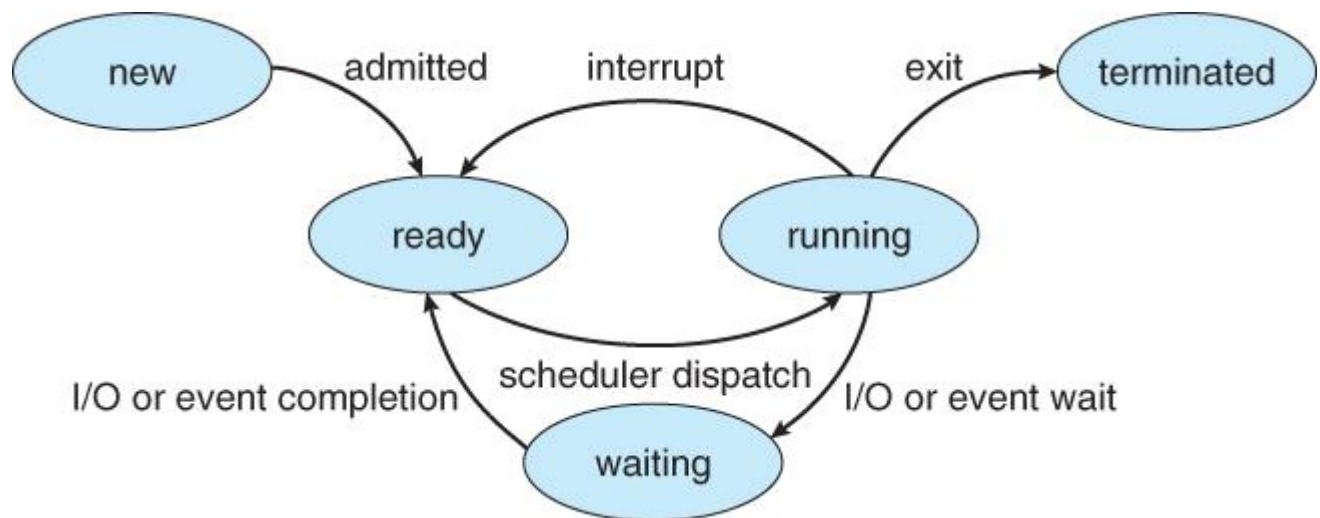 new
admitted
interrupt
exit
terminated
ready
running
scheduler dispatch
I/O or event completion
I/O or event wait
waiting